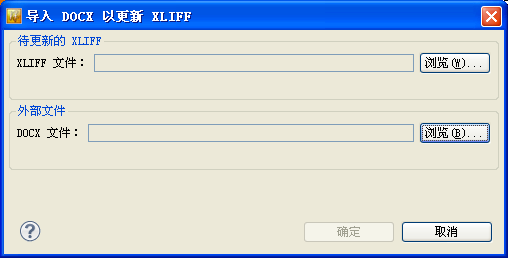 导入 DOCX 以更新 XLIFF
待更新的 XLIFF
XLIFF 文件：
浏览(W)...
外部文件
DOCX 文件：
浏览(B)...
?
确定
取消